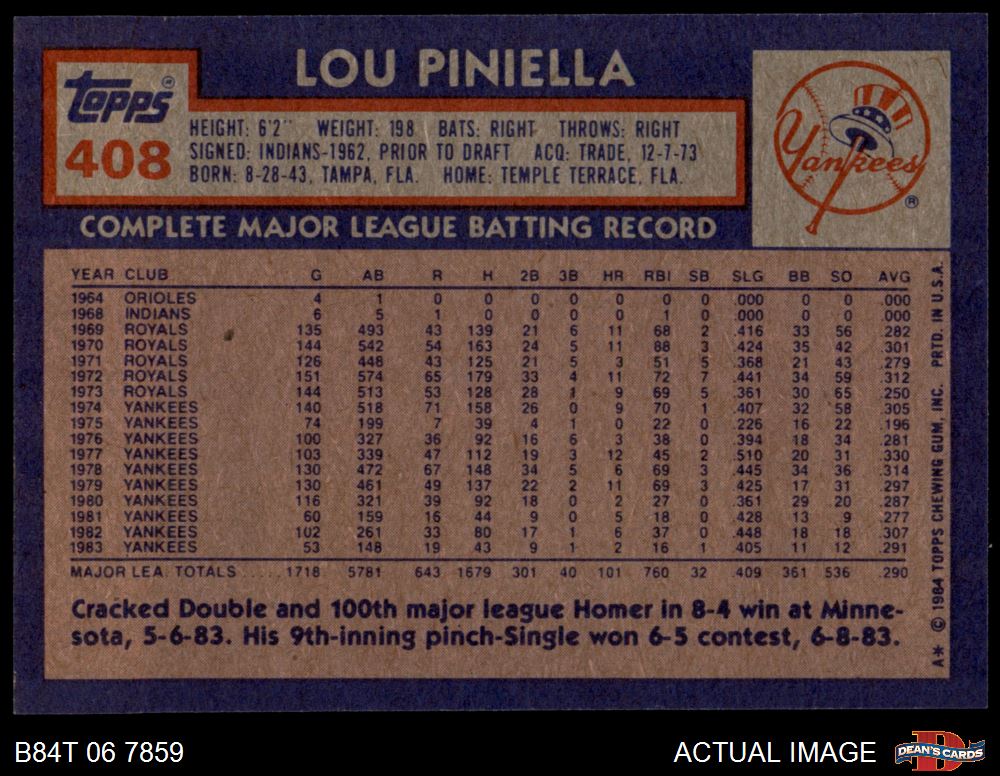 LOU PINIELLA
Topps®
408
HEIGHT: 6'2" WEIGHT: 198 BATS: RIGHT THROWS: RIGHT
SIGNED: INDIANS-1962, PRIOR TO DRAFT ACQ: TRADE, 12-7-73
BORN: 8-28-43, TAMPA, FLA. HOME: TEMPLE TERRACE, FLA.
Yankees
®
COMPLETE MAJOR LEAGUE BATTING RECORD
YEAR CLUB G AB R H 2B 3B HR RBI SB SLG BB SO AVG
1964 ORIOLES 4 1 0 0 0 0 0 0 0 .000 0 0 .000
1968 INDIANS 6 5 1 0 0 0 0 1 0 .000 0 0 .000
1969 ROYALS 135 493 43 139 21 6 11 68 2 .416 33 56 .282
1970 ROYALS 144 542 54 163 24 5 11 88 3 .424 35 42 .301
1971 ROYALS 126 448 43 125 21 5 3 51 5 .368 21 43 .279
1972 ROYALS 151 574 65 179 33 4 11 72 7 .441 34 59 .312
1973 ROYALS 144 513 53 128 28 1 9 69 5 .361 30 65 .250
1974 YANKEES 140 518 71 158 26 0 9 70 1 .407 32 58 .305
1975 YANKEES 74 199 7 39 4 1 0 22 0 .226 16 22 .196
1976 YANKEES 100 327 36 92 16 6 3 38 0 .394 18 34 .281
1977 YANKEES 103 339 47 112 19 3 12 45 2 .510 20 31 .330
1978 YANKEES 130 472 67 148 34 5 6 69 3 .445 34 36 .314
1979 YANKEES 130 461 49 137 22 2 11 69 3 .425 17 31 .297
1980 YANKEES 116 321 39 92 18 0 2 27 0 .361 29 20 .287
1981 YANKEES 60 159 16 44 9 0 5 18 0 .428 13 9 .277
1982 YANKEES 102 261 33 80 17 1 6 37 0 .448 18 18 .307
1983 YANKEES 53 148 19 43 9 1 2 16 1 .405 11 12 .291
MAJOR LEA. TOTALS ..... 1718 5781 643 1679 301 40 101 760 32 .409 361 536 .290
Cracked Double and 100th major league Homer in 8-4 win at Minne-
sota, 5-6-83. His 9th-inning pinch-Single won 6-5 contest, 6-8-83.
A* © 1984 TOPPS CHEWING GUM, INC. PRTD. IN U.S.A.
B84T 06 7859
ACTUAL IMAGE
DEAN'S CARDS